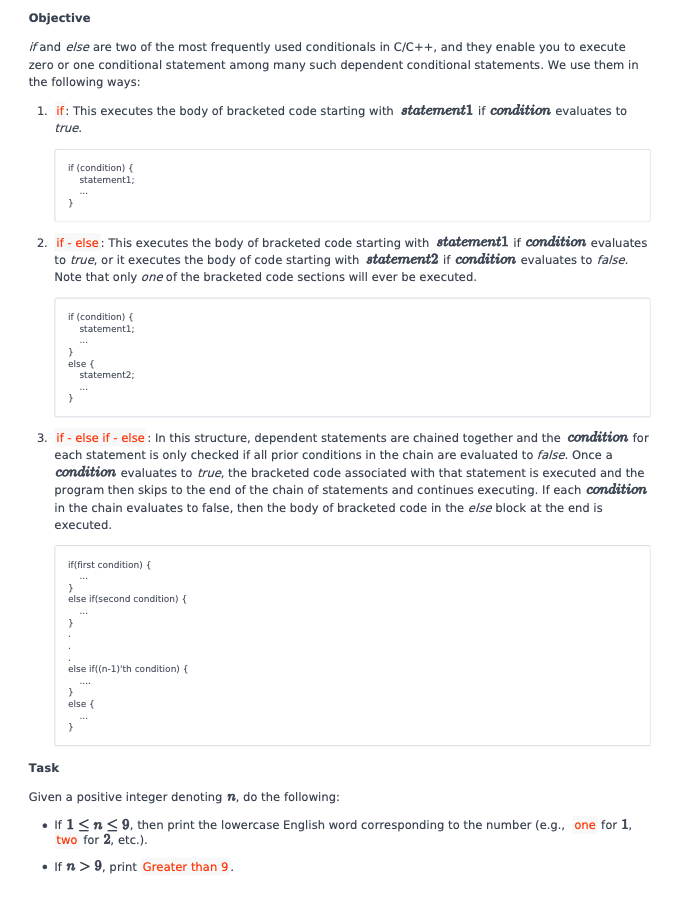 Objective
if and else are two of the most frequently used conditionals in C/C++, and they enable you to execute
zero or one conditional statement among many such dependent conditional statements. We use them in
the following ways:
1. if: This executes the body of bracketed code starting with statement1 if condition evaluates to
true.
if (condition) {
statement1;
...
}
2. if - else: This executes the body of bracketed code starting with statement1 if condition evaluates
to true, or it executes the body of code starting with statement2 if condition evaluates to false.
Note that only one of the bracketed code sections will ever be executed.
if (condition) {
statement1;
...
}
else {
statement2;
...
}
3. if - else if - else: In this structure, dependent statements are chained together and the condition for
each statement is only checked if all prior conditions in the chain are evaluated to false. Once a
condition evaluates to true, the bracketed code associated with that statement is executed and the
program then skips to the end of the chain of statements and continues executing. If each condition
in the chain evaluates to false, then the body of bracketed code in the else block at the end is
executed.
if(first condition) {
...
}
else if(second condition) {
...
}
.
.
.
else if((n-1)'th condition) {
....
}
else {
...
}
Task
Given a positive integer denoting n, do the following:
• If 1 ≤ n ≤ 9, then print the lowercase English word corresponding to the number (e.g., one for 1,
two for 2, etc.).
• If n > 9, print Greater than 9.